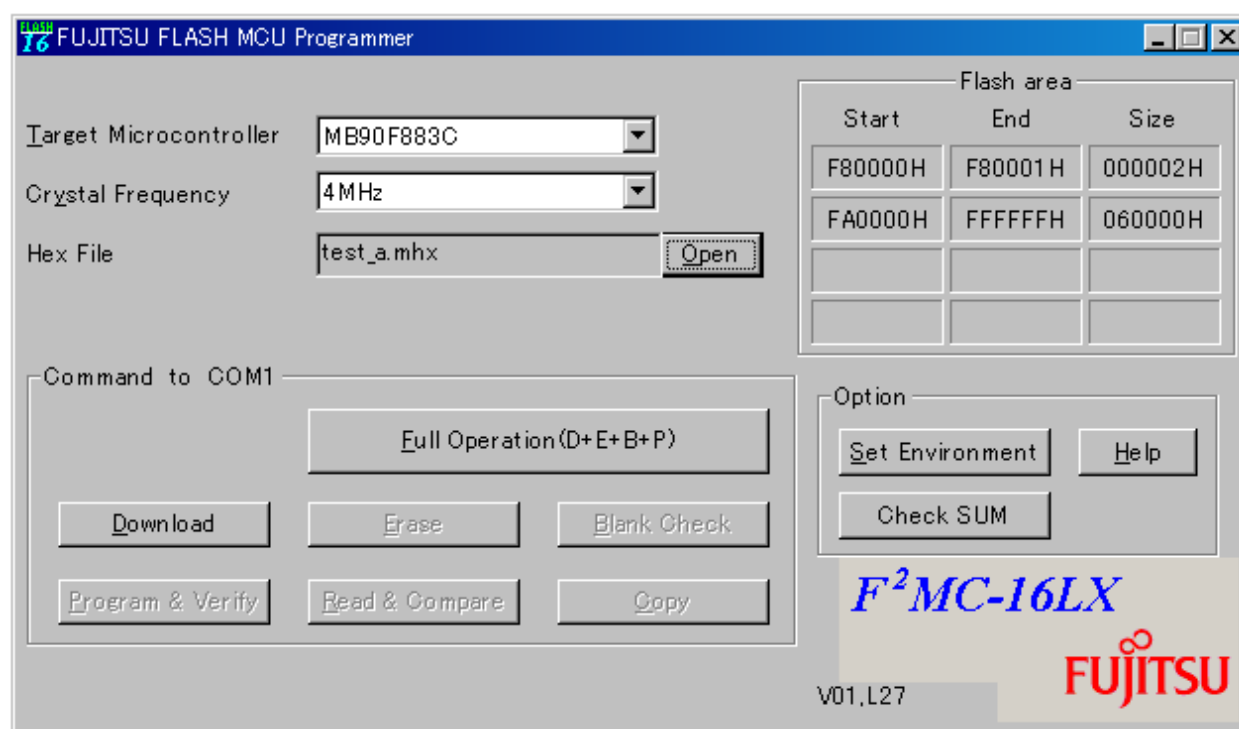 FLASH
16 FUJITSU FLASH MCU Programmer
Target Microcontroller MB90F883C
Crystal Frequency 4MHz
Hex File test_a.mhx Open
Flash area
Start End Size
F80000H F80001H 000002H
FA0000H FFFFFFH 060000H
Command to COM1
Full Operation(D+E+B+P)
Download Erase Blank Check
Program & Verify Read & Compare Copy
Option
Set Environment Help
Check SUM
F²MC-16LX
FUJITSU
V01,L27